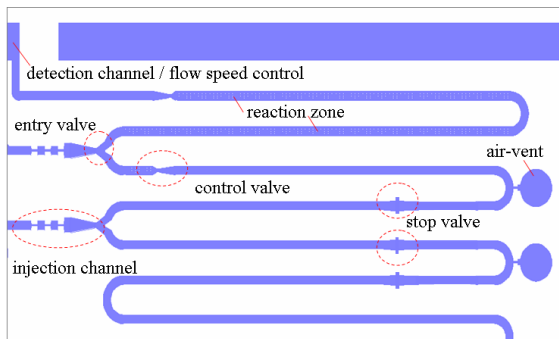 detection channel / flow speed control
reaction zone
entry valve
air-vent
control valve
stop valve
injection channel